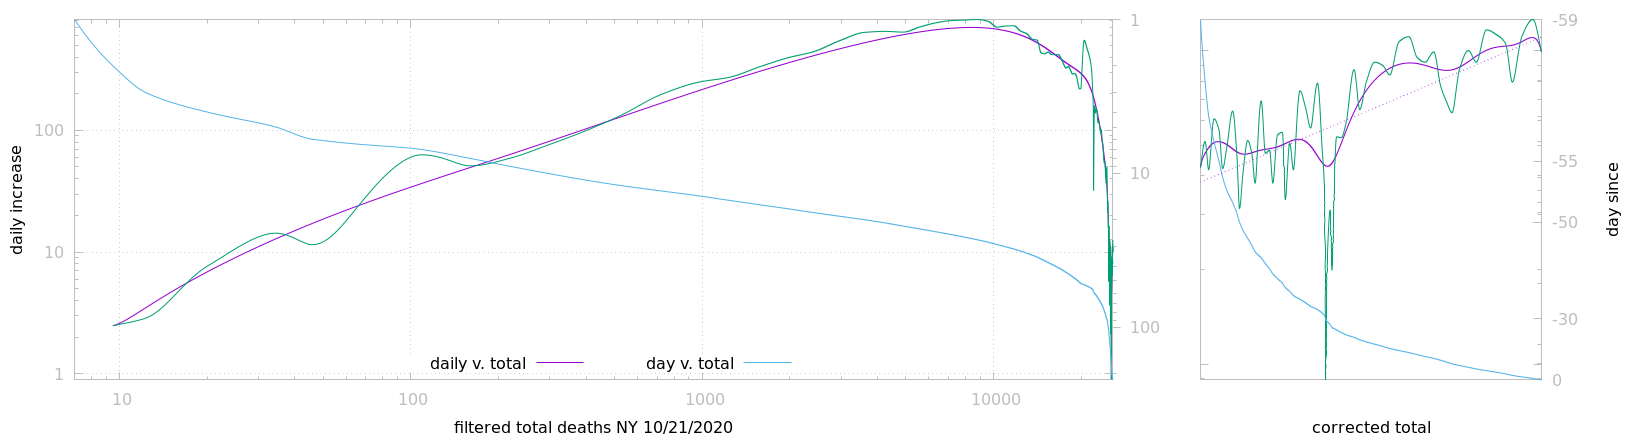 daily increase
100
10
1
10
100
1000
10000
1
10
100
daily v. total
day v. total
filtered total deaths NY 10/21/2020
-59
-55
-50
-30
0
day since
corrected total